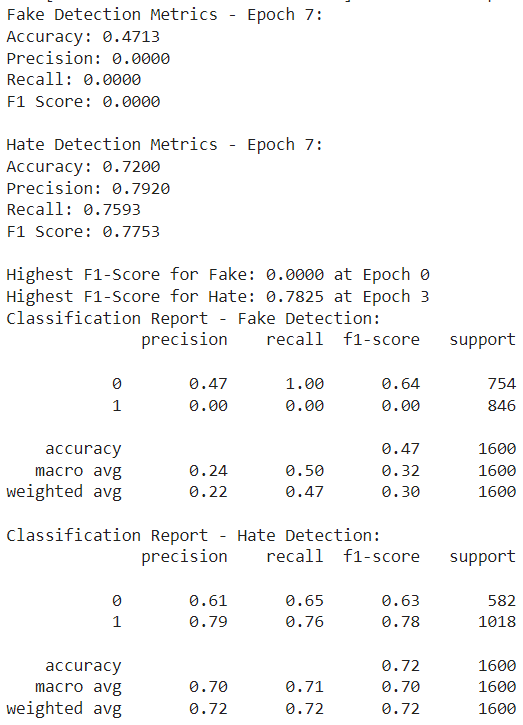 Fake Detection Metrics - Epoch 7:
Accuracy: 0.4713
Precision: 0.0000
Recall: 0.0000
F1 Score: 0.0000
Hate Detection Metrics - Epoch 7:
Accuracy: 0.7200
Precision: 0.7920
Recall: 0.7593
F1 Score: 0.7753
Highest F1-Score for Fake: 0.0000 at Epoch 0
Highest F1-Score for Hate: 0.7825 at Epoch 3
Classification Report - Fake Detection:
precision recall f1-score support
0 0.47 1.00 0.64 754
1 0.00 0.00 0.00 846
accuracy 0.47 1600
macro avg 0.24 0.50 0.32 1600
weighted avg 0.22 0.47 0.30 1600
Classification Report - Hate Detection:
precision recall f1-score support
0 0.61 0.65 0.63 582
1 0.79 0.76 0.78 1018
accuracy 0.72 1600
macro avg 0.70 0.71 0.70 1600
weighted avg 0.72 0.72 0.72 1600